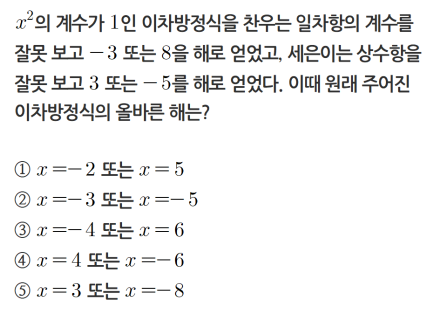 x²의 계수가 1인 이차방정식을 찬우는 일차항의 계수를
잘못 보고 −3 또는 8을 해로 얻었고, 세은이는 상수항을
잘못 보고 3 또는 −5를 해로 얻었다. 이때 원래 주어진
이차방정식의 올바른 해는?
① x=−2 또는 x=5
② x=−3 또는 x=−5
③ x=−4 또는 x=6
④ x=4 또는 x=−6
⑤ x=3 또는 x=−8